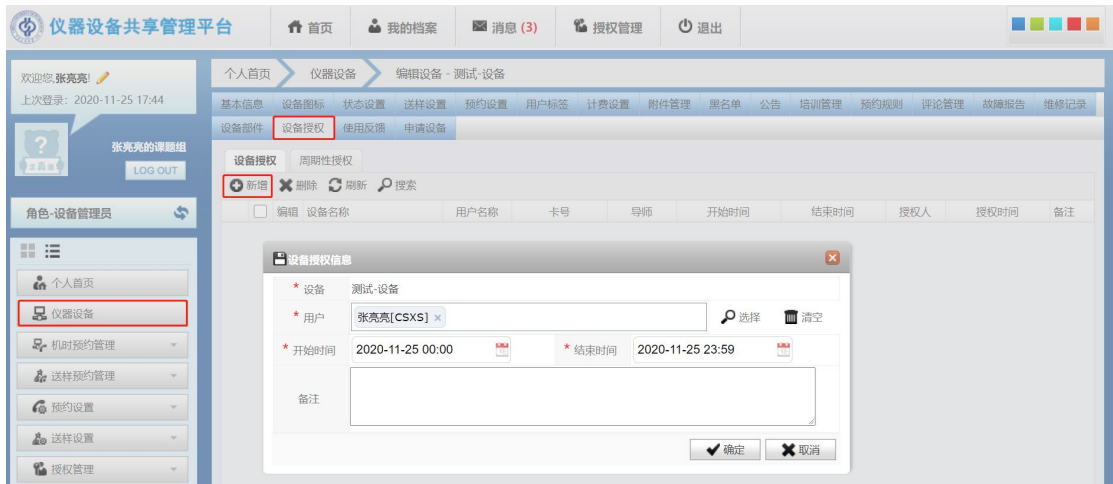 仪器设备共享管理平台 首页 我的档案 消息 (3) 授权管理 退出
欢迎您,张亮亮!
上次登录: 2020-11-25 17:44
张亮亮的课题组
LOG OUT
角色-设备管理员
个人首页
仪器设备
机时预约管理
送样预约管理
预约设置
送样设置
授权管理
个人首页 仪器设备 编辑设备 - 测试-设备
基本信息 设备图标 状态设置 送样设置 预约设置 用户标签 计费设置 附件管理 黑名单 公告 培训管理 预约规则 评论管理 故障报告 维修记录
设备部件 设备授权 使用反馈 申请设备
设备授权 周期性授权
新增 删除 刷新 搜索
编辑 设备名称 用户名称 卡号 导师 开始时间 结束时间 授权人 授权时间 备注
设备授权信息
* 设备 测试-设备
* 用户 张亮亮[CSXS] × 选择 清空
* 开始时间 2020-11-25 00:00 * 结束时间 2020-11-25 23:59
备注
确定 取消